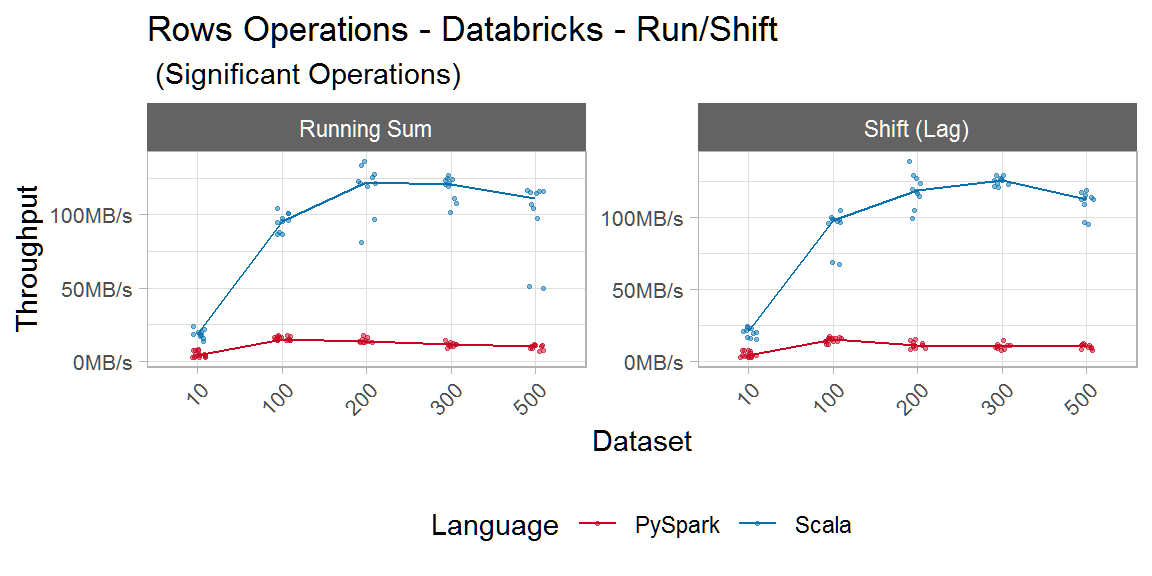 Rows Operations - Databricks - Run/Shift
(Significant Operations)
Running Sum
Shift (Lag)
Throughput
100MB/s
50MB/s
0MB/s
100MB/s
50MB/s
0MB/s
10 100 200 300 500
10 100 200 300 500
Dataset
Language PySpark Scala